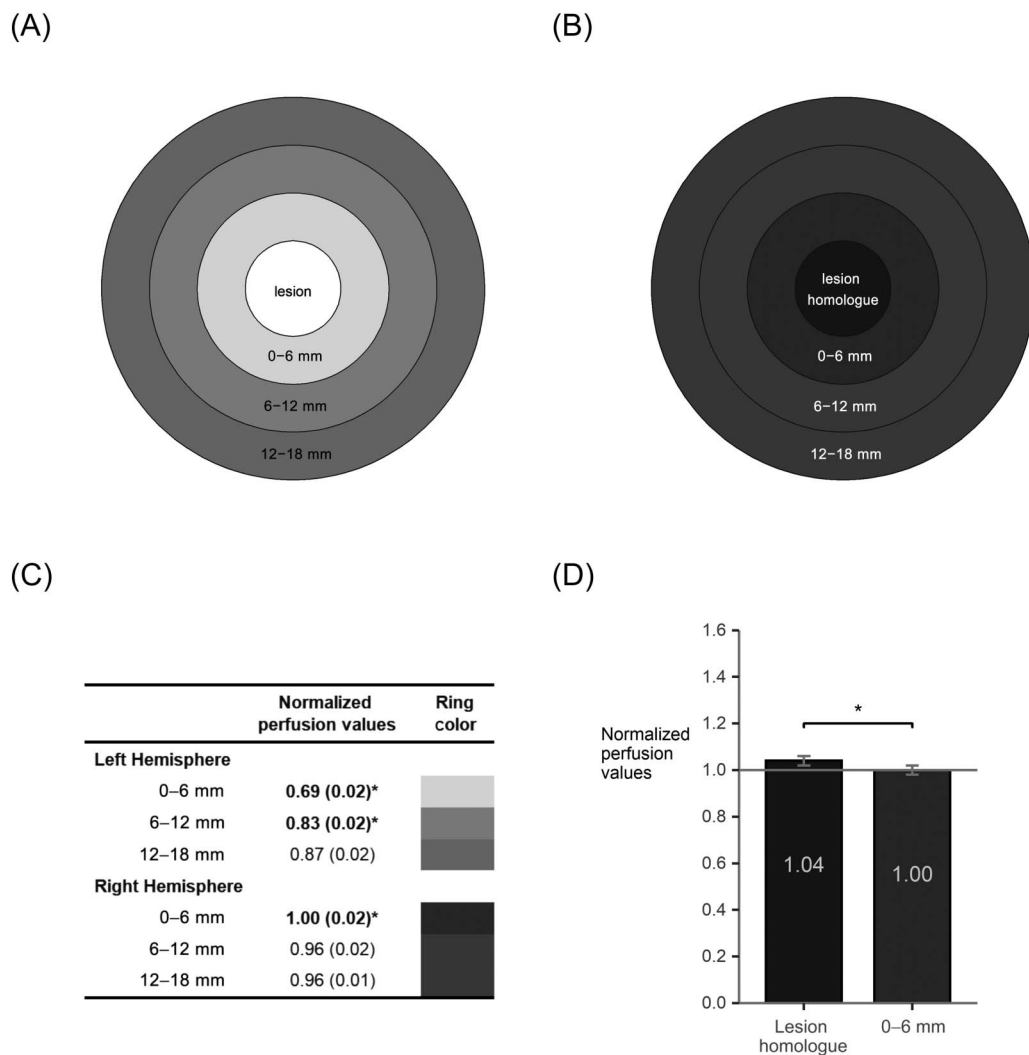 (A)
lesion
0–6 mm
6–12 mm
12–18 mm
(B)
lesion
homologue
0–6 mm
6–12 mm
12–18 mm
(C)
Normalized perfusion values Ring color
Left Hemisphere
0–6 mm 0.69 (0.02)*
6–12 mm 0.83 (0.02)*
12–18 mm 0.87 (0.02)
Right Hemisphere
0–6 mm 1.00 (0.02)*
6–12 mm 0.96 (0.02)
12–18 mm 0.96 (0.01)
(D)
Normalized
perfusion
values
1.6
1.4
1.2
1.0
0.8
0.6
0.4
0.2
0.0
*
1.04
1.00
Lesion
homologue
0–6 mm